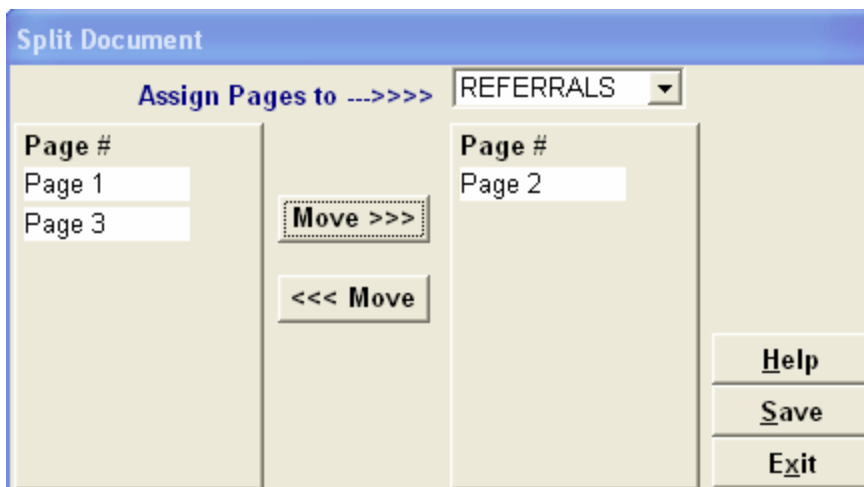 Split Document
Assign Pages to --->>>> REFERRALS
Page #
Page 1
Page 3
Move >>>
<<< Move
Page #
Page 2
Help
Save
Exit